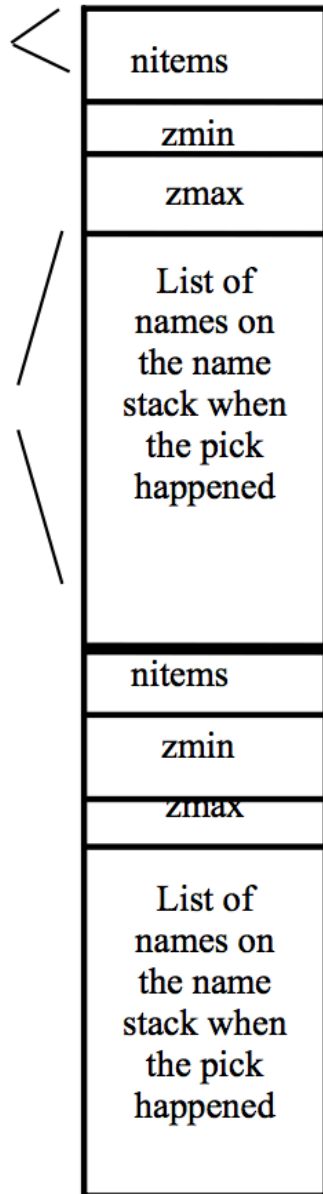 nitems
zmin
zmax
List of
names on
the name
stack when
the pick
happened
nitems
zmin
zmax
List of
names on
the name
stack when
the pick
happened